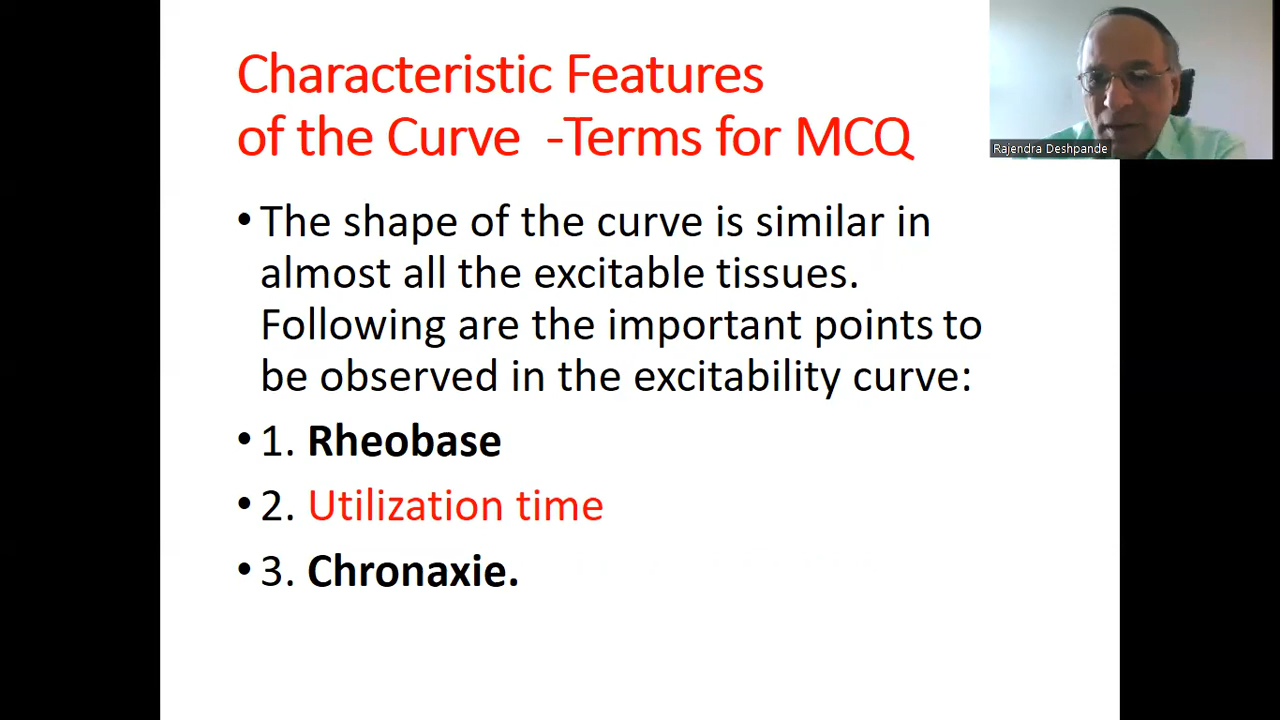 Characteristic Features
of the Curve -Terms for MCQ
Rajendra Deshpande
• The shape of the curve is similar in
almost all the excitable tissues.
Following are the important points to
be observed in the excitability curve:
• 1. Rheobase
• 2. Utilization time
• 3. Chronaxie.